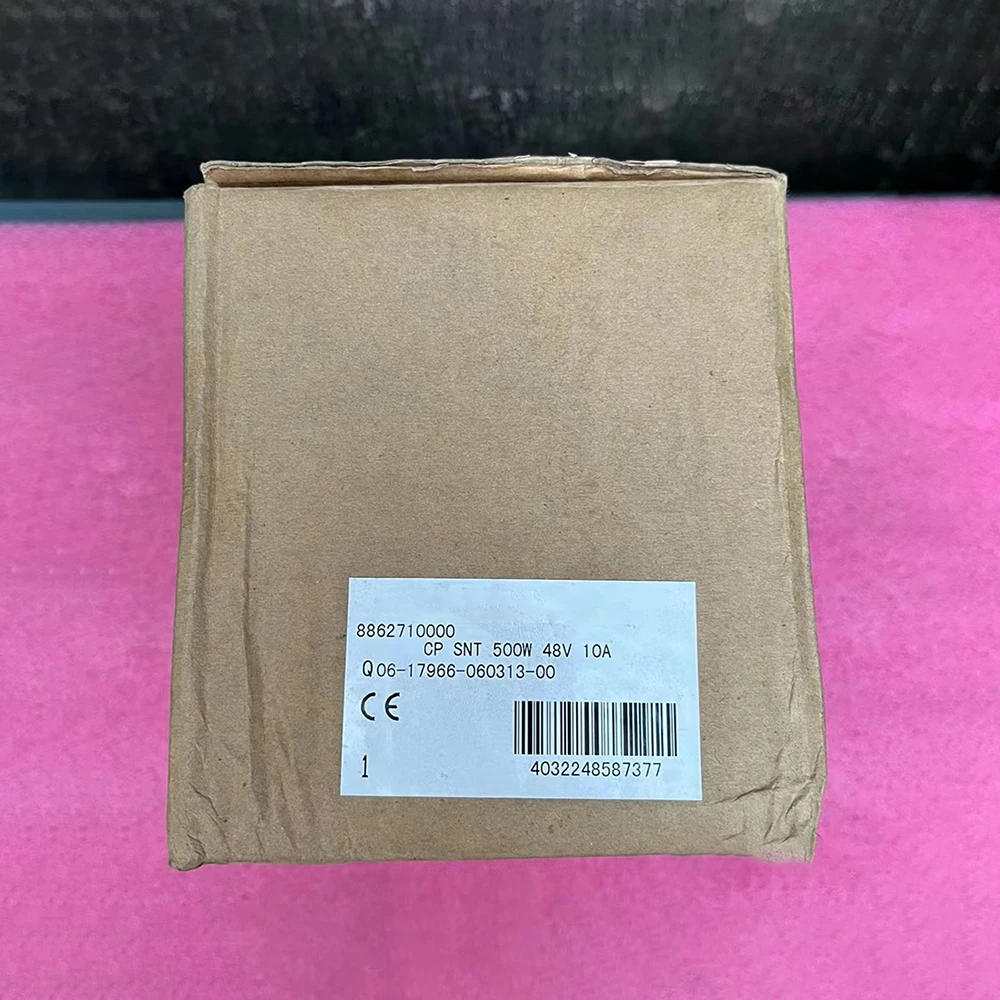 8862710000
CP SNT 500W 48V 10A
Q06-17966-060313-00
CE
1
4032248587377